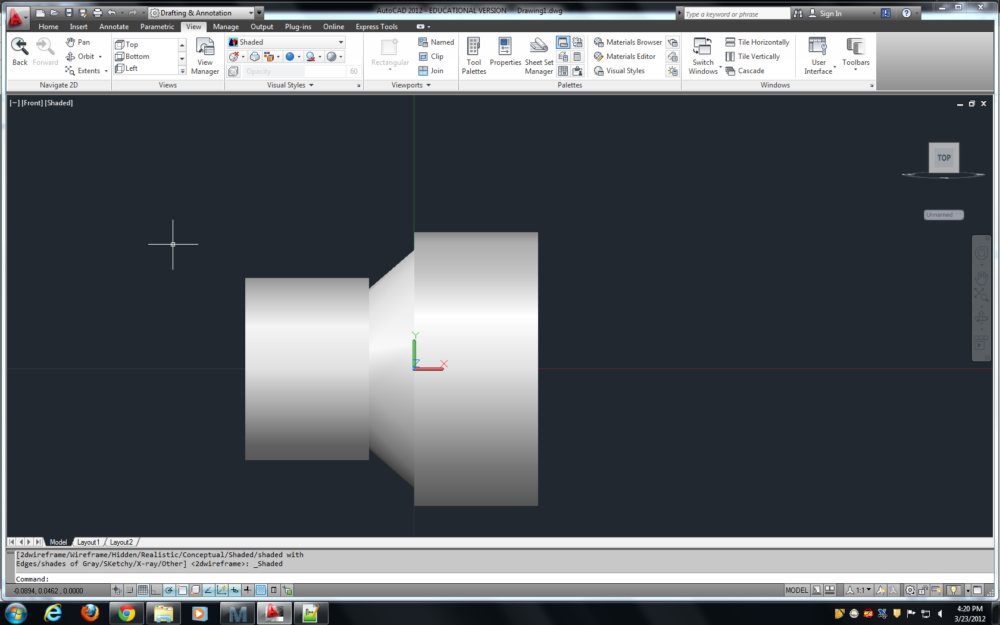 Drafting & Annotation
AutoCAD 2012 - EDUCATIONAL VERSION Drawing1.dwg
Type a keyword or phrase
Sign In
Home Insert Annotate Parametric View Manage Output Plug-ins Online Express Tools
Back
Forward
Pan
Orbit
Extents
Navigate 2D
Top
Bottom
Left
View
Manager
Views
Shaded
Opacity 60
Visual Styles
Rectangular
Named
Clip
Join
Viewports
Tool
Palettes
Properties
Sheet Set
Manager
Materials Browser
Materials Editor
Visual Styles
Palettes
Switch
Windows
Tile Horizontally
Tile Vertically
Cascade
User
Interface
Toolbars
Windows
[−] [Front] [Shaded]
TOP
Unnamed
Y
Z
X
Model Layout1 Layout2
[2dwireframe/Wireframe/Hidden/Realistic/Conceptual/Shaded/shaded with
Edges/shades of Gray/SKetchy/X-ray/Other] <2dwireframe>: _Shaded
Command:
-0.0894, 0.0462 , 0.0000
MODEL
1:1
4:20 PM
3/23/2012